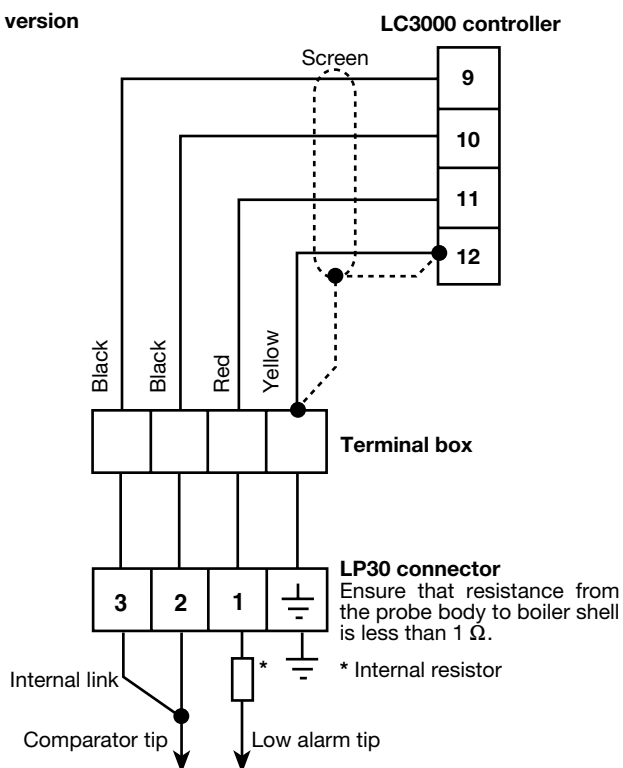 version
LC3000 controller
Screen
9
10
11
12
Black
Black
Red
Yellow
Terminal box
LP30 connector
Ensure that resistance from
the probe body to boiler shell
is less than 1 Ω.
3
2
1
*
* Internal resistor
Internal link
Comparator tip
Low alarm tip